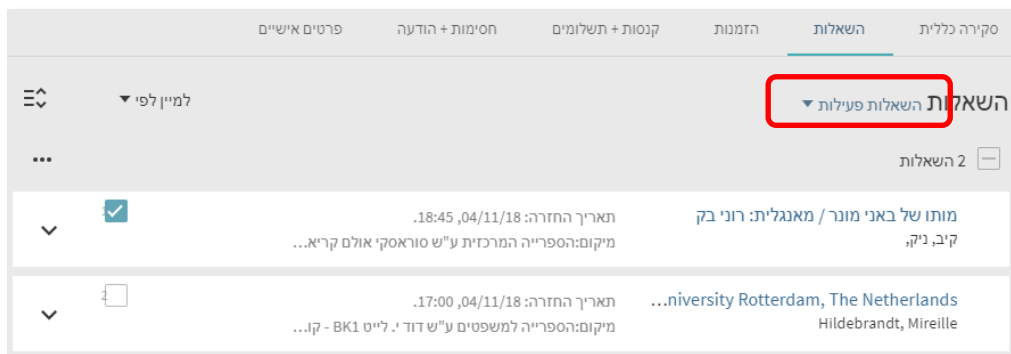 סקירה כללית השאלות הזמנות קנסות + תשלומים חסימות + הודעה פרטים אישיים
השאלות השאלות פעילות למיין לפי
2 השאלות
מותו של באני מונר / מאנגלית: רוני בק
קיב, ניק,
תאריך החזרה: 04/11/18, 18:45.
מיקום:הספרייה המרכזית ע"ש סוראסקי אולם קריא...
1
...niversity Rotterdam, The Netherlands
Hildebrandt, Mireille
תאריך החזרה: 04/11/18, 17:00.
מיקום:הספרייה למשפטים ע"ש דוד י. לייט BK1 - קו...
2